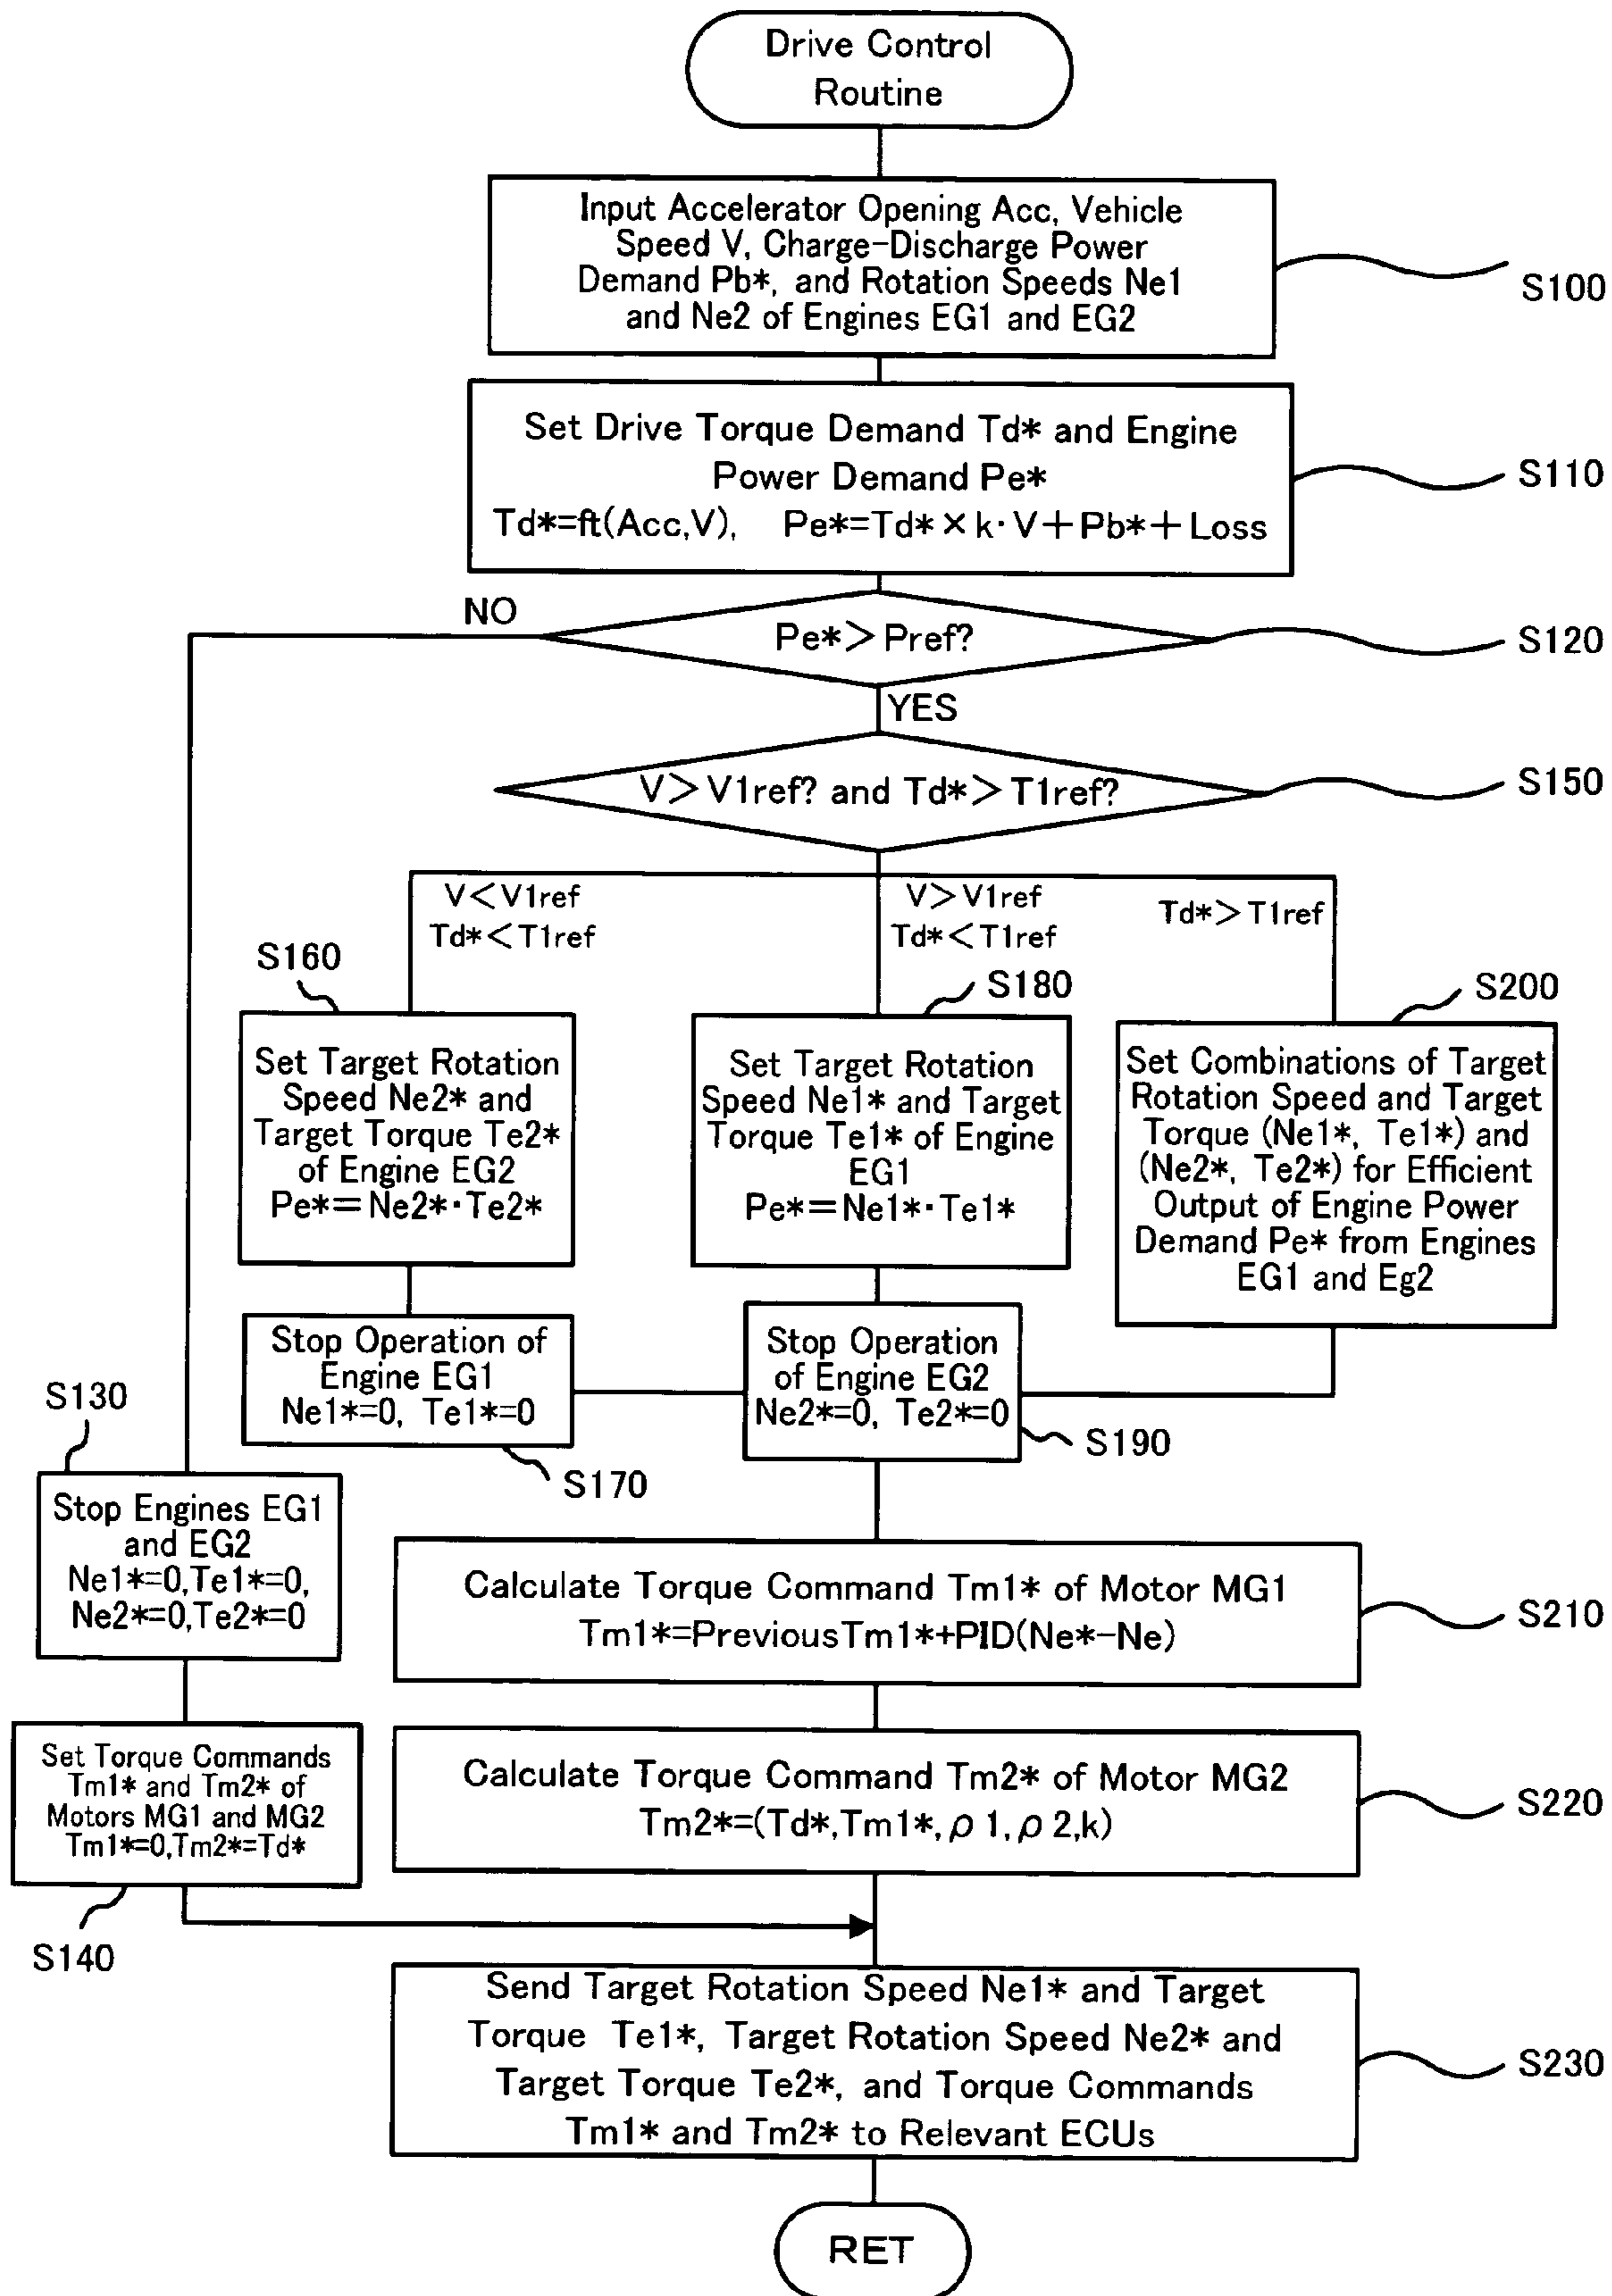 Drive Control
Routine
Input Accelerator Opening Acc, Vehicle
Speed V, Charge-Discharge Power
Demand Pb*, and Rotation Speeds Ne1
and Ne2 of Engines EG1 and EG2
S100
Set Drive Torque Demand Td* and Engine
Power Demand Pe*
Td*=ft(Acc,V), Pe*=Td*×k·V+Pb*+Loss
S110
NO
Pe*>Pref?
S120
YES
V>V1ref? and Td*>T1ref?
S150
V<V1ref
Td*<T1ref
V>V1ref
Td*<T1ref
Td*>T1ref
S160
Set Target Rotation
Speed Ne2* and
Target Torque Te2*
of Engine EG2
Pe*=Ne2*·Te2*
S180
Set Target Rotation
Speed Ne1* and Target
Torque Te1* of Engine
EG1
Pe*=Ne1*·Te1*
S200
Set Combinations of Target
Rotation Speed and Target
Torque (Ne1*, Te1*) and
(Ne2*, Te2*) for Efficient
Output of Engine Power
Demand Pe* from Engines
EG1 and Eg2
Stop Operation of
Engine EG1
Ne1*=0, Te1*=0
S170
Stop Operation
of Engine EG2
Ne2*=0, Te2*=0
S190
S130
Stop Engines EG1
and EG2
Ne1*=0,Te1*=0,
Ne2*=0,Te2*=0
Calculate Torque Command Tm1* of Motor MG1
Tm1*=PreviousTm1*+PID(Ne*-Ne)
S210
Set Torque Commands
Tm1* and Tm2* of
Motors MG1 and MG2
Tm1*=0,Tm2*=Td*
S140
Calculate Torque Command Tm2* of Motor MG2
Tm2*=(Td*,Tm1*,ρ1,ρ2,k)
S220
Send Target Rotation Speed Ne1* and Target
Torque Te1*, Target Rotation Speed Ne2* and
Target Torque Te2*, and Torque Commands
Tm1* and Tm2* to Relevant ECUs
S230
RET